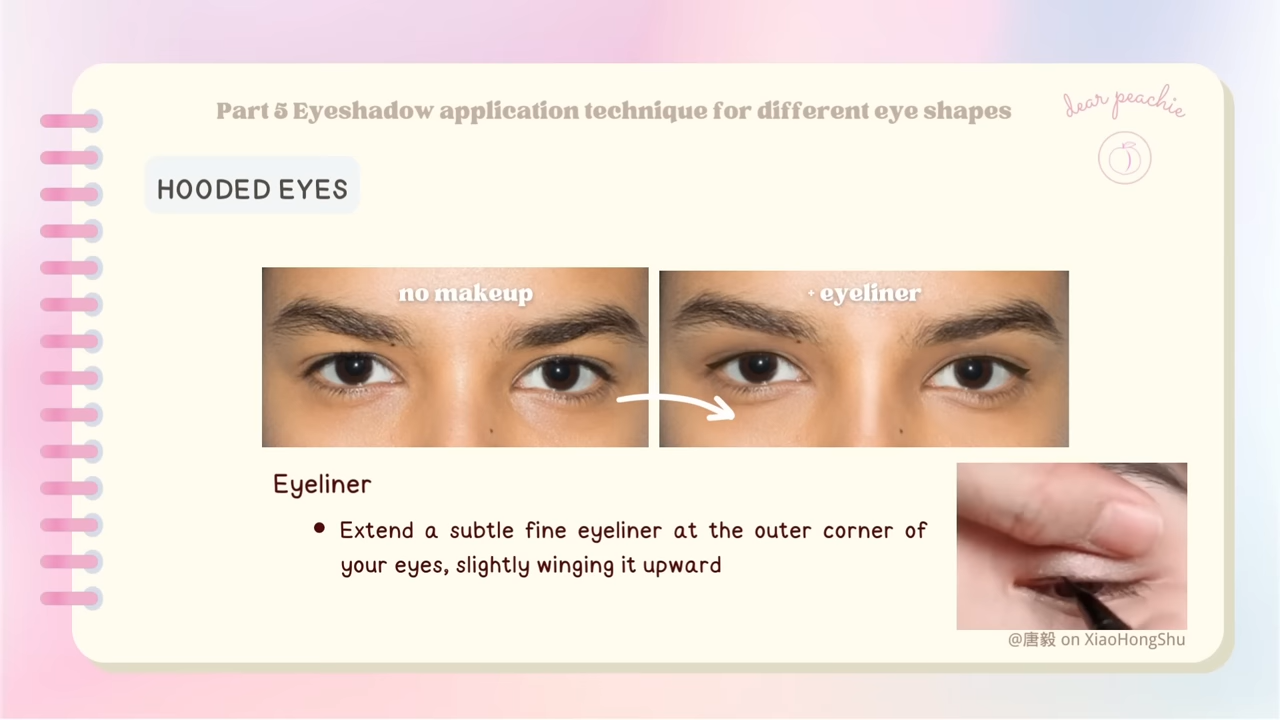 Part 5 Eyeshadow application technique for different eye shapes
dear peachie
HOODED EYES
no makeup
+ eyeliner
Eyeliner
• Extend a subtle fine eyeliner at the outer corner of
your eyes, slightly winging it upward
@唐毅 on XiaoHongShu